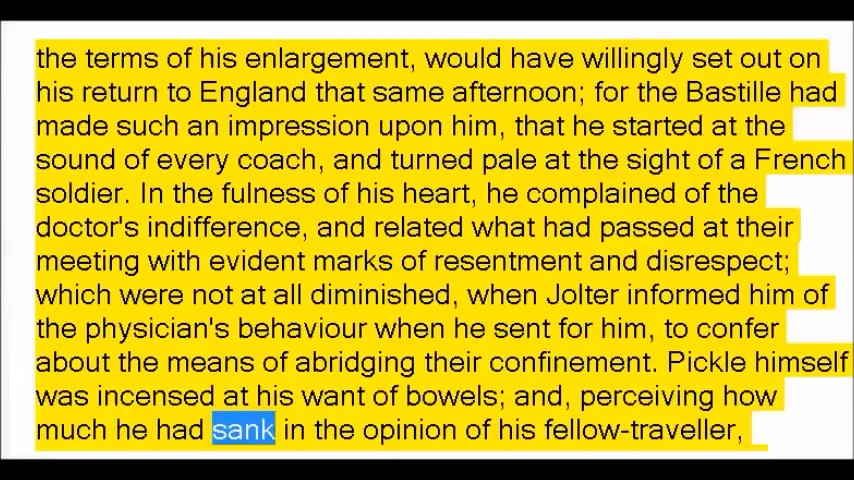 the terms of his enlargement, would have willingly set out on
his return to England that same afternoon; for the Bastille had
made such an impression upon him, that he started at the
sound of every coach, and turned pale at the sight of a French
soldier. In the fulness of his heart, he complained of the
doctor's indifference, and related what had passed at their
meeting with evident marks of resentment and disrespect;
which were not at all diminished, when Jolter informed him of
the physician's behaviour when he sent for him, to confer
about the means of abridging their confinement. Pickle himself
was incensed at his want of bowels; and, perceiving how
much he had sank in the opinion of his fellow-traveller,